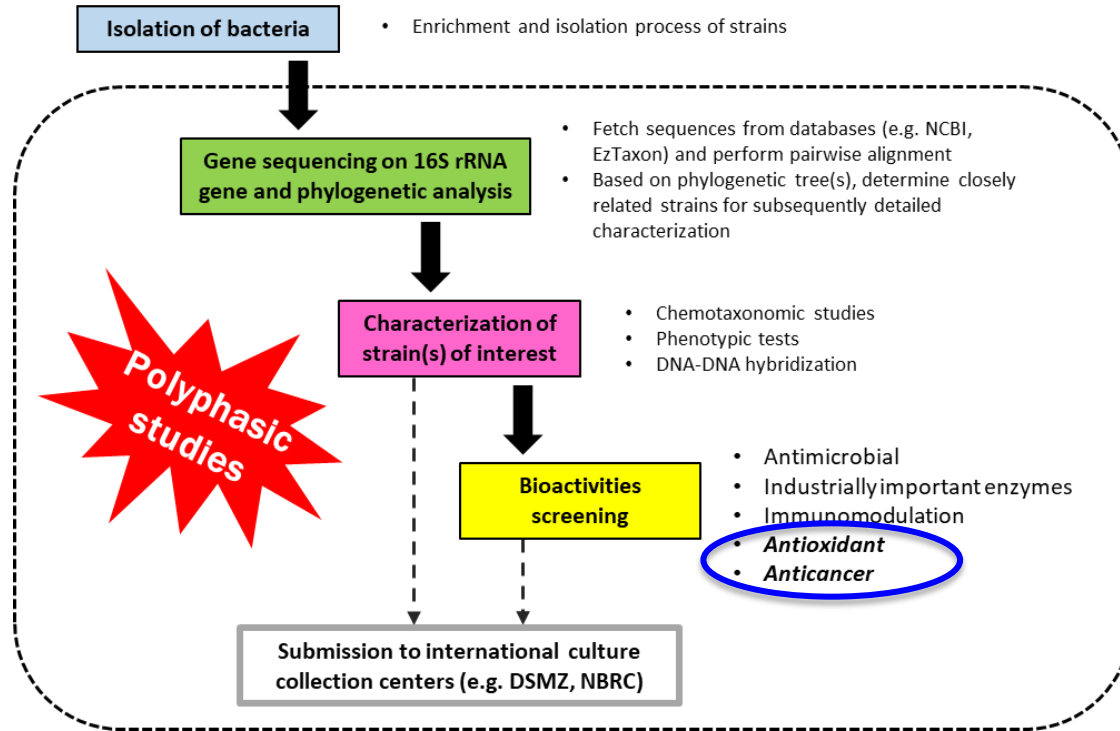 Isolation of bacteria
• Enrichment and isolation process of strains
Gene sequencing on 16S rRNA
gene and phylogenetic analysis
• Fetch sequences from databases (e.g. NCBI,
EzTaxon) and perform pairwise alignment
• Based on phylogenetic tree(s), determine closely
related strains for subsequently detailed
characterization
Characterization of
strain(s) of interest
• Chemotaxonomic studies
• Phenotypic tests
• DNA-DNA hybridization
Polyphasic
studies
Bioactivities
screening
• Antimicrobial
• Industrially important enzymes
• Immunomodulation
• Antioxidant
• Anticancer
Submission to international culture
collection centers (e.g. DSMZ, NBRC)